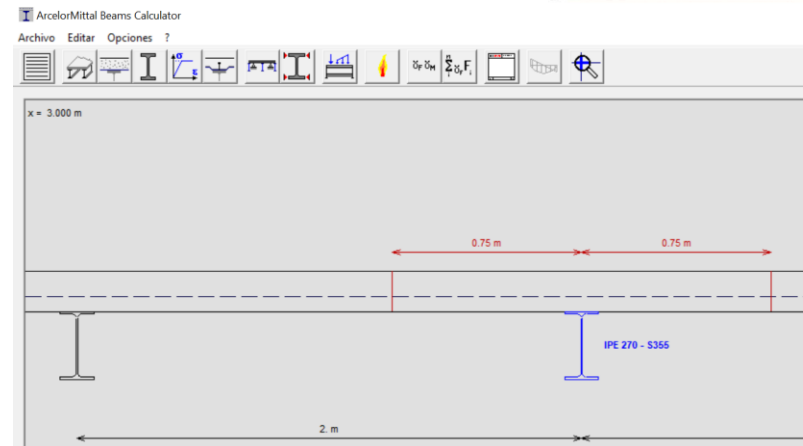 ArcelorMittal Beams Calculator
Archivo Editar Opciones ?
x = 3.000 m
0.75 m 0.75 m
IPE 270 - S355
2. m